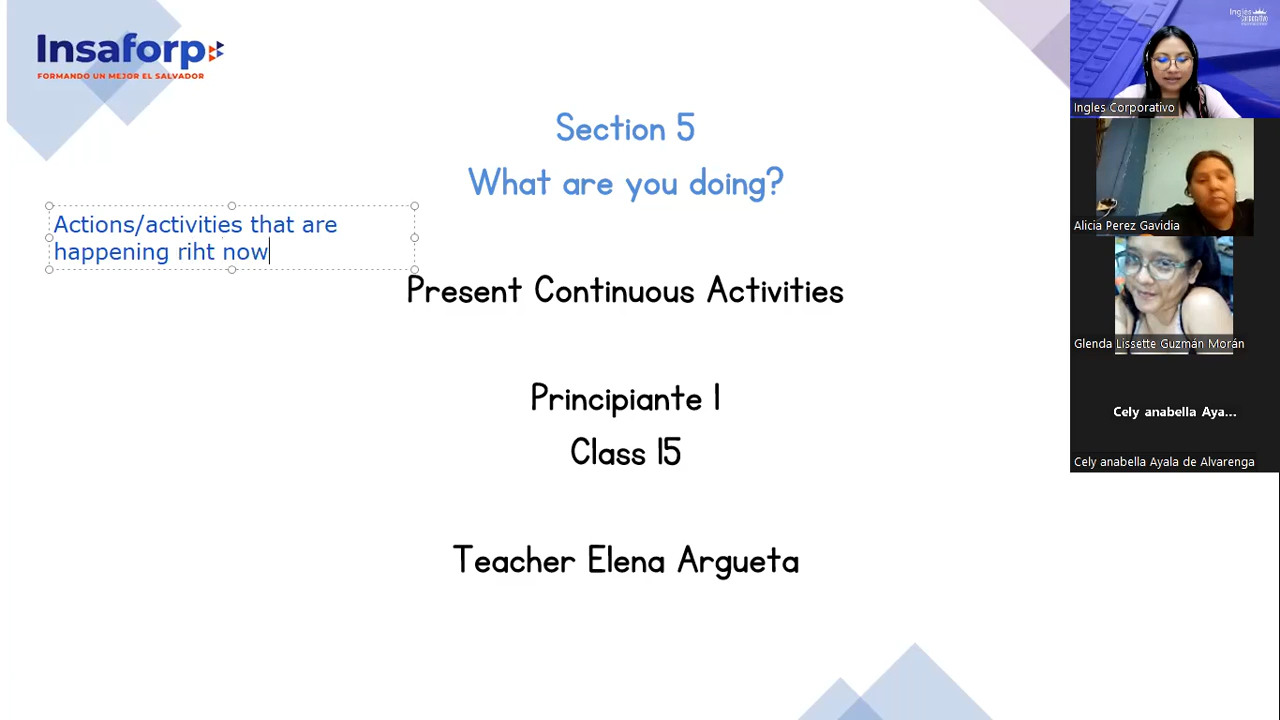 Insaforp
FORMANDO UN MEJOR EL SALVADOR
Section 5
What are you doing?
Actions/activities that are
happening riht now
Present Continuous Activities
Principiante 1
Class 15
Teacher Elena Argueta
Ingles
Ingles Corporativo
Alicia Perez Gavidia
Glenda Lissette Guzmán Morán
Cely anabella Aya...
Cely anabella Ayala de Alvarenga